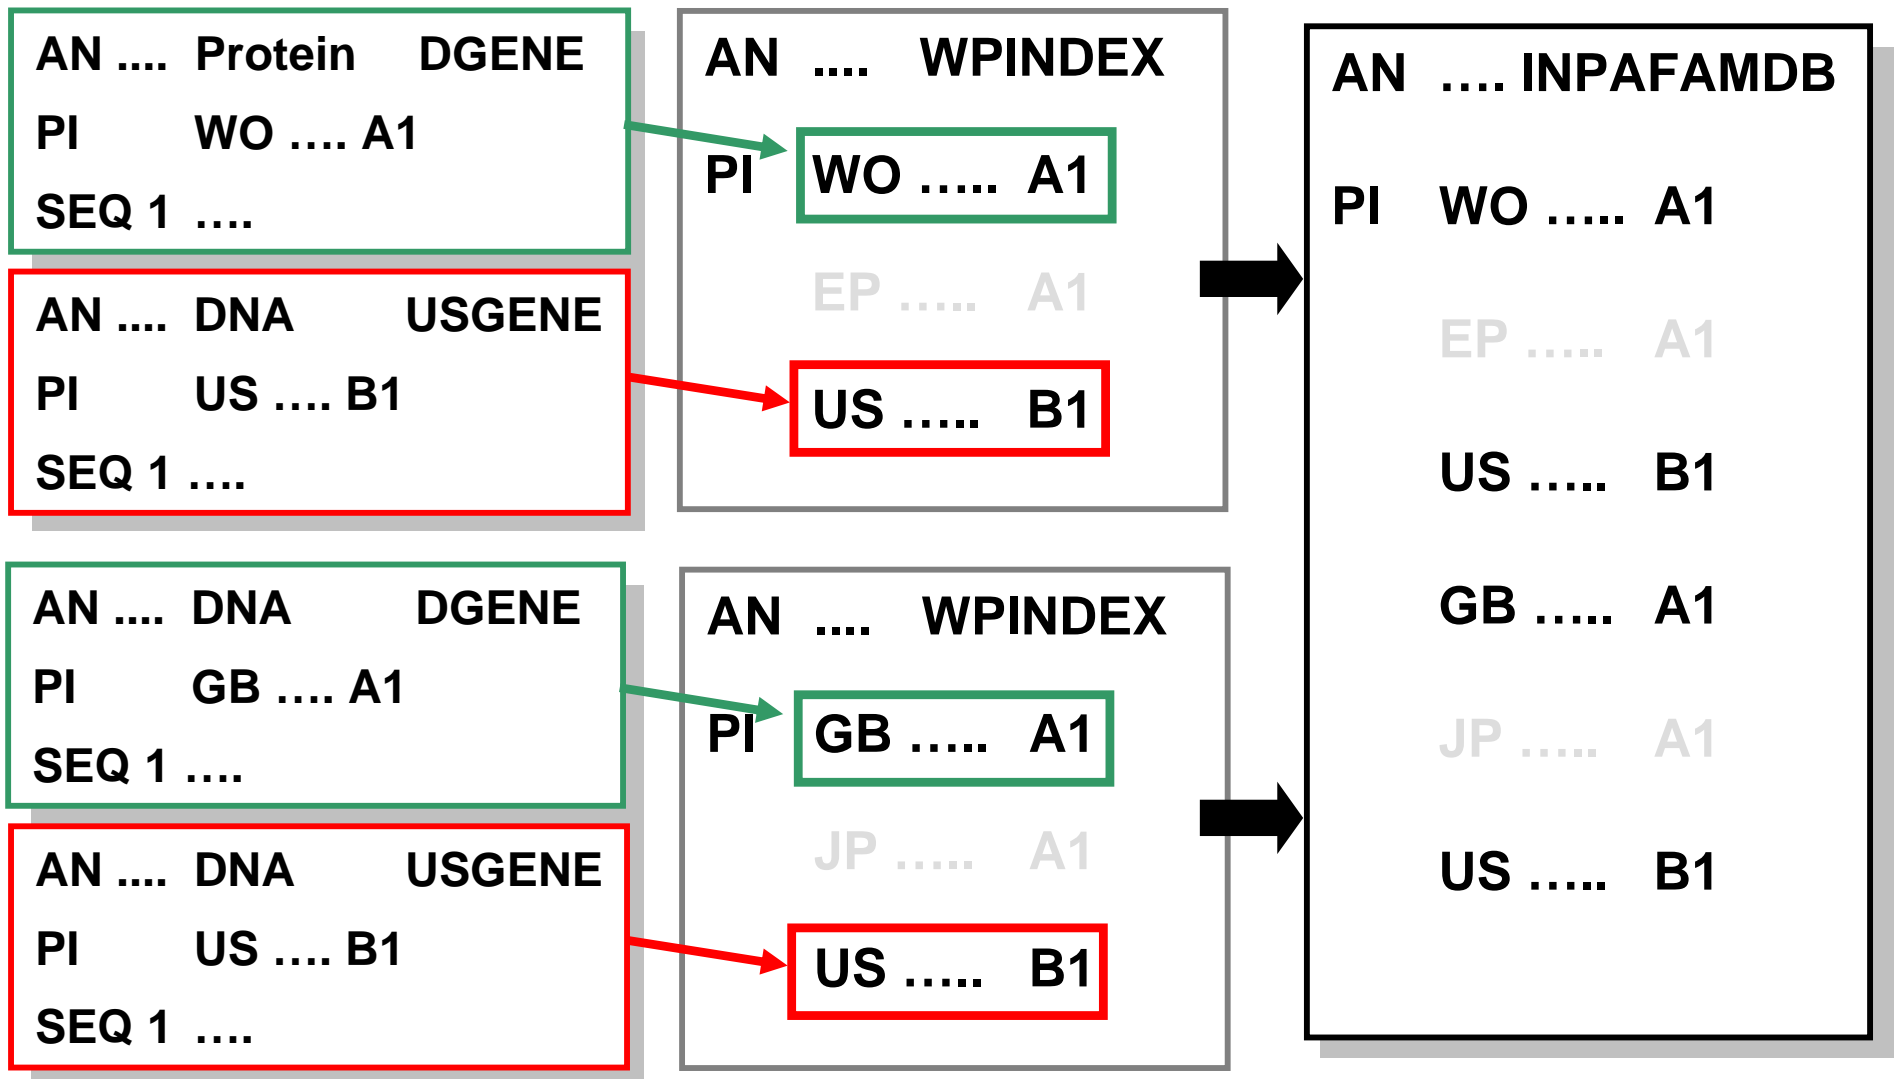 AN .... Protein DGENE
PI WO …. A1
SEQ 1 ….
AN .... DNA USGENE
PI US …. B1
SEQ 1 ….
AN .... DNA DGENE
PI GB …. A1
SEQ 1 ….
AN .... DNA USGENE
PI US …. B1
SEQ 1 ….
AN .... WPINDEX
PI WO ….. A1
EP ….. A1
US ….. B1
AN .... WPINDEX
PI GB ….. A1
JP ….. A1
US ….. B1
AN …. INPAFAMDB
PI WO ….. A1
EP ….. A1
US ….. B1
GB ….. A1
JP ….. A1
US ….. B1